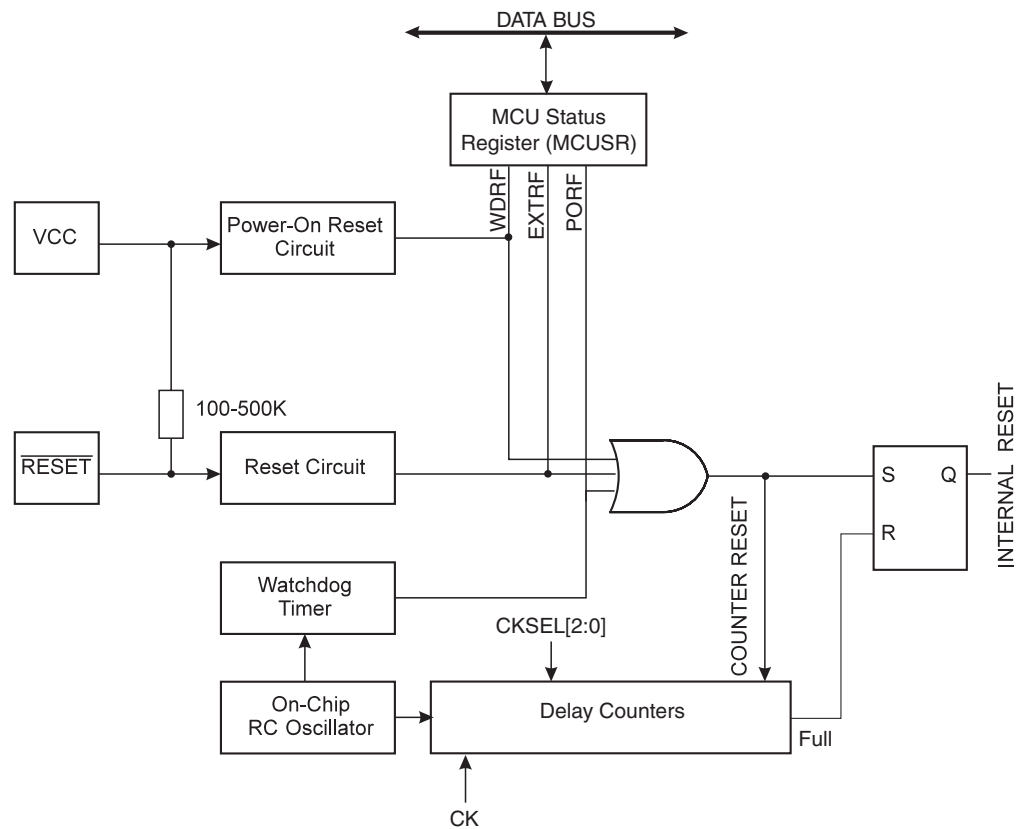 DATA BUS
MCU Status
Register (MCUSR)
WDRF
EXTRF
PORF
VCC
Power-On Reset
Circuit
100-500K
RESET
Reset Circuit
S
Q
R
INTERNAL RESET
COUNTER RESET
Watchdog
Timer
CKSEL[2:0]
On-Chip
RC Oscillator
Delay Counters
Full
CK